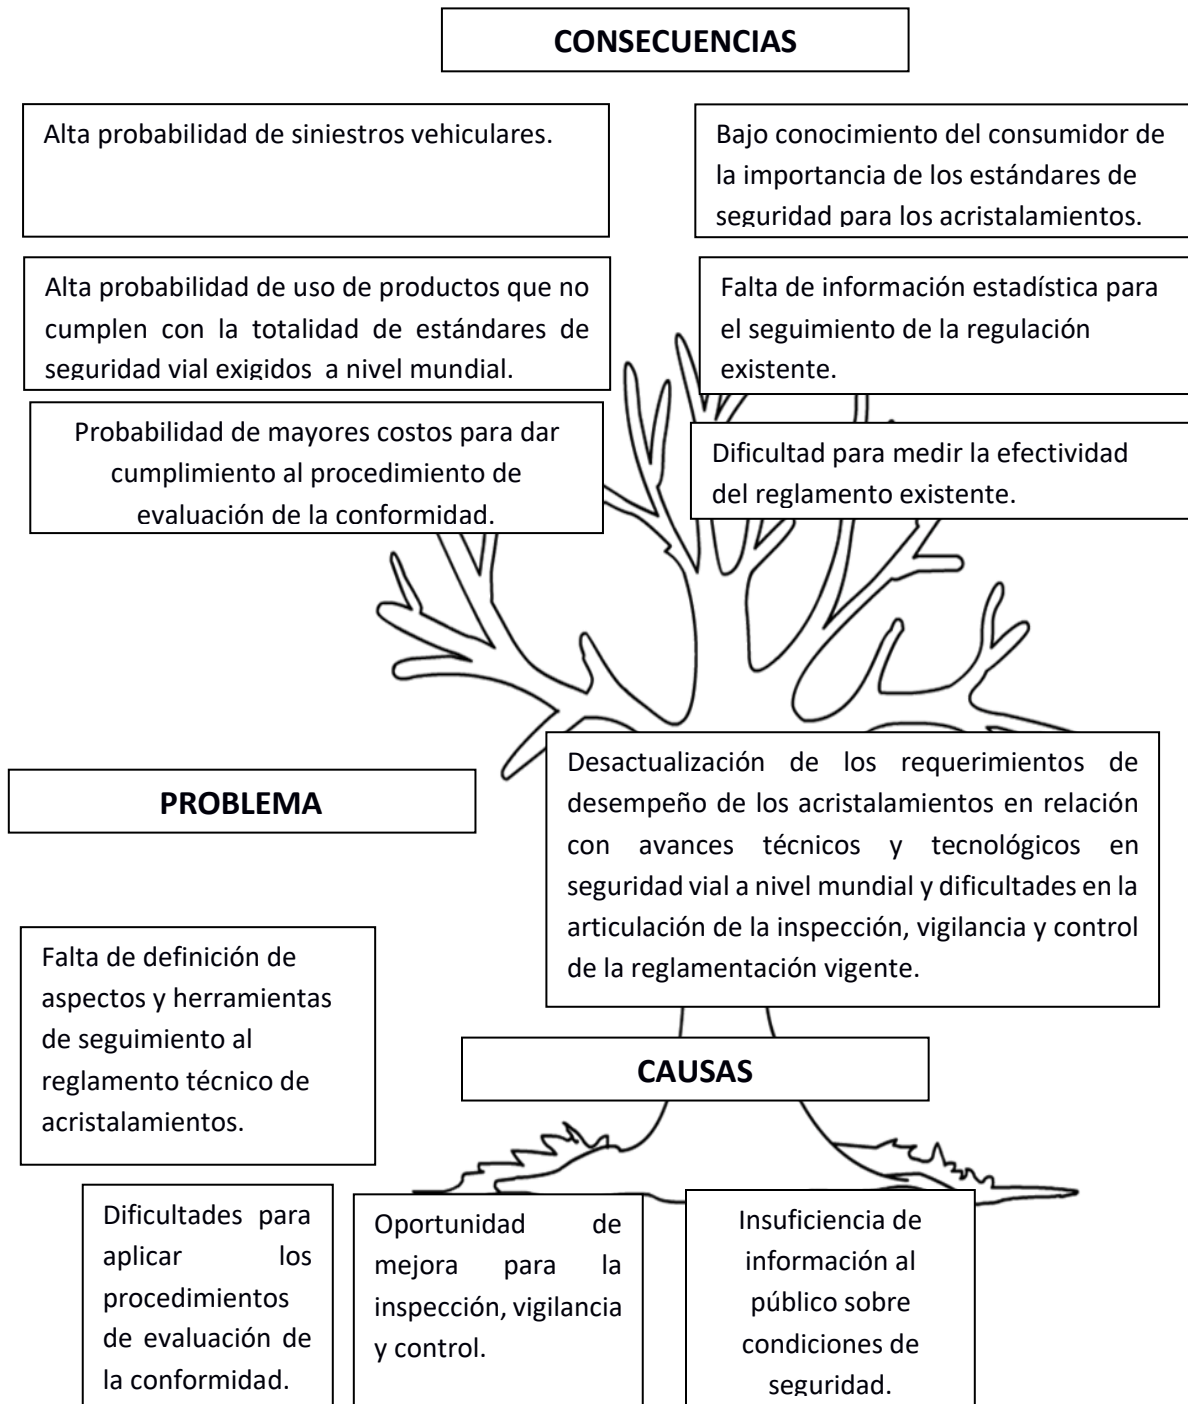 CONSECUENCIAS
Alta probabilidad de siniestros vehiculares.
Bajo conocimiento del consumidor de
la importancia de los estándares de
seguridad para los acristalamientos.
Alta probabilidad de uso de productos que no
cumplen con la totalidad de estándares de
seguridad vial exigidos a nivel mundial.
Falta de información estadística para
el seguimiento de la regulación
existente.
Probabilidad de mayores costos para dar
cumplimiento al procedimiento de
evaluación de la conformidad.
Dificultad para medir la efectividad
del reglamento existente.
PROBLEMA
Desactualización de los requerimientos de
desempeño de los acristalamientos en relación
con avances técnicos y tecnológicos en
seguridad vial a nivel mundial y dificultades en la
articulación de la inspección, vigilancia y control
de la reglamentación vigente.
Falta de definición de
aspectos y herramientas
de seguimiento al
reglamento técnico de
acristalamientos.
CAUSAS
Dificultades para
aplicar los
procedimientos
de evaluación de
la conformidad.
Oportunidad de
mejora para la
inspección, vigilancia
y control.
Insuficiencia de
información al
público sobre
condiciones de
seguridad.